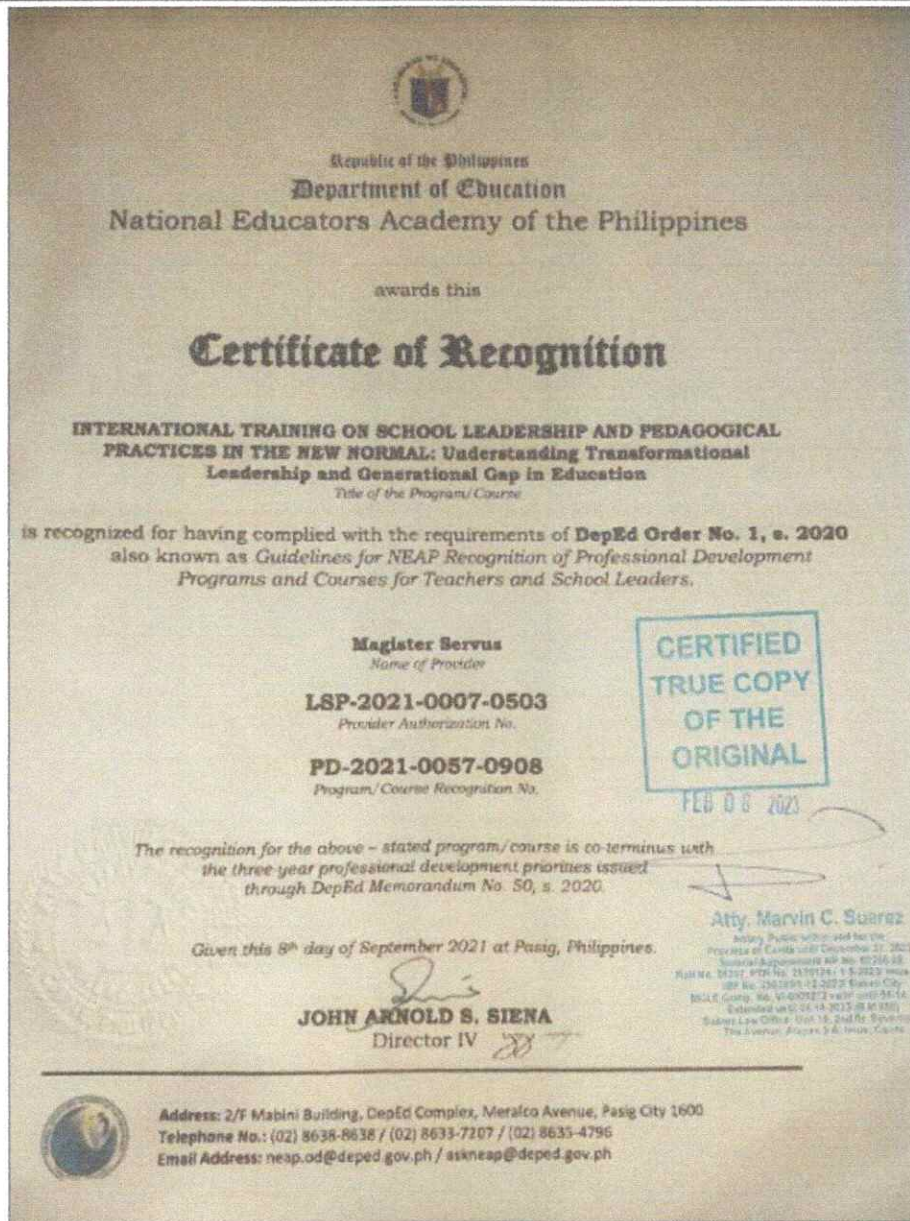 Republic of the Philippines
Department of Education
National Educators Academy of the Philippines
awards this
Certificate of Recognition
INTERNATIONAL TRAINING ON SCHOOL LEADERSHIP AND PEDAGOGICAL
PRACTICES IN THE NEW NORMAL: Understanding Transformational
Leadership and Generational Gap in Education
Title of the Program/Course
is recognized for having complied with the requirements of DepEd Order No. 1, s. 2020
also known as Guidelines for NEAP Recognition of Professional Development
Programs and Courses for Teachers and School Leaders.
Magister Servus
Name of Provider
LSP-2021-0007-0503
Provider Authorization No.
PD-2021-0057-0908
Program/Course Recognition No.
CERTIFIED
TRUE COPY
OF THE
ORIGINAL
FEB 08 2023
The recognition for the above – stated program/course is co-terminus with
the three-year professional development priorities issued
through DepEd Memorandum No. 50, s. 2020.
Atty. Marvin C. Suarez
Given this 8th day of September 2021 at Pasig, Philippines.
JOHN ARNOLD S. SIENA
Director IV
Address: 2/F Mabini Building, DepEd Complex, Meralco Avenue, Pasig City 1600
Telephone No.: (02) 8638-8638 / (02) 8633-7207 / (02) 8635-4796
Email Address: neap.od@deped.gov.ph / askneap@deped.gov.ph